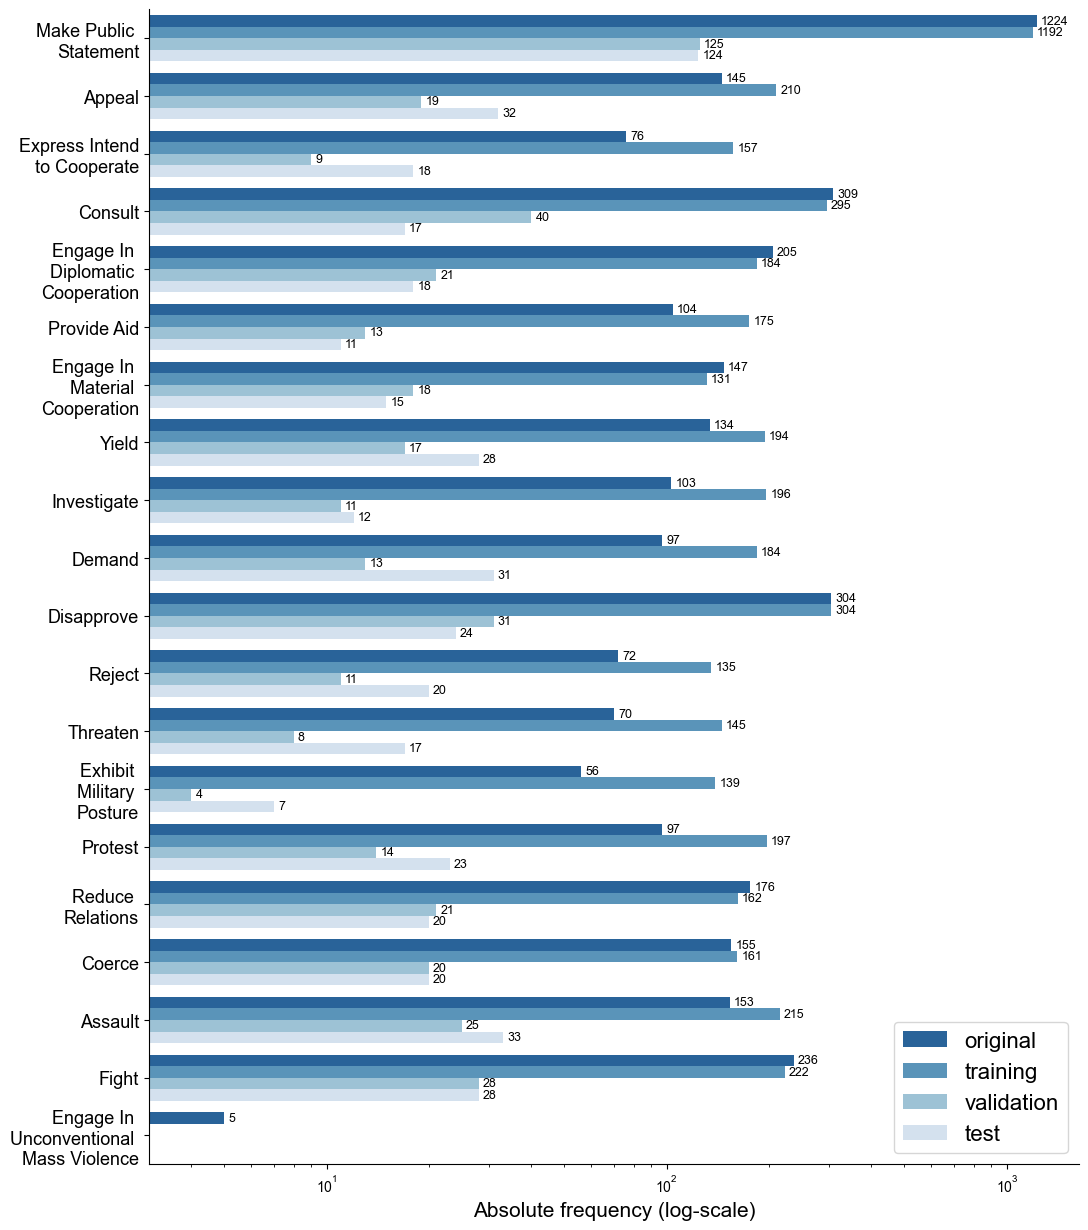 Make Public
Statement
1224
1192
125
124
Appeal
145
210
19
32
Express Intend
to Cooperate
76
157
9
18
Consult
309
295
40
17
Engage In
Diplomatic
Cooperation
205
184
21
18
Provide Aid
104
175
13
11
Engage In
Material
Cooperation
147
131
18
15
Yield
134
194
17
28
Investigate
103
196
11
12
Demand
97
184
13
31
Disapprove
304
304
31
24
Reject
72
135
11
20
Threaten
70
145
8
17
Exhibit
Military
Posture
56
139
4
7
Protest
97
197
14
23
Reduce
Relations
176
162
21
20
Coerce
155
161
20
20
Assault
153
215
25
33
Fight
236
222
28
28
Engage In
Unconventional
Mass Violence
5
original
training
validation
test
10¹
10²
10³
Absolute frequency (log-scale)